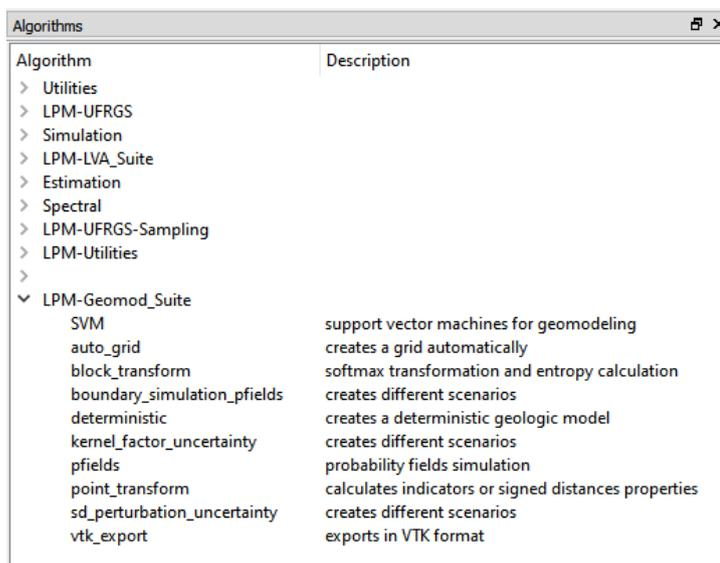 Algorithms
Algorithm Description
Utilities
LPM-UFRGS
Simulation
LPM-LVA_Suite
Estimation
Spectral
LPM-UFRGS-Sampling
LPM-Utilities
LPM-Geomod_Suite
SVM support vector machines for geomodeling
auto_grid creates a grid automatically
block_transform softmax transformation and entropy calculation
boundary_simulation_pfields creates different scenarios
deterministic creates a deterministic geologic model
kernel_factor_uncertainty creates different scenarios
pfields probability fields simulation
point_transform calculates indicators or signed distances properties
sd_perturbation_uncertainty creates different scenarios
vtk_export exports in VTK format